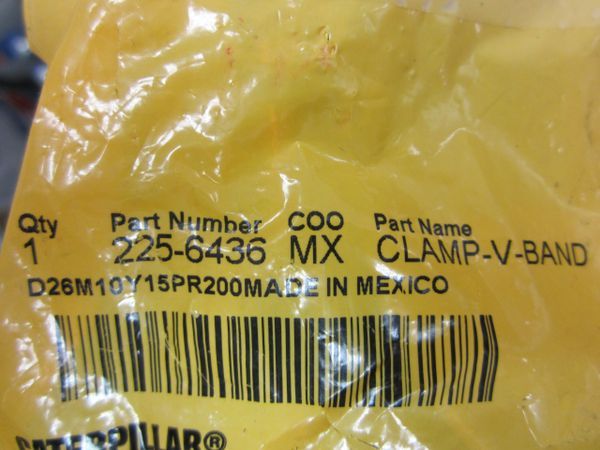 Qty Part Number COO Part Name
1 225-6436 MX CLAMP-V-BAND
D26M10Y15PR200MADE IN MEXICO
CATERPILLAR®